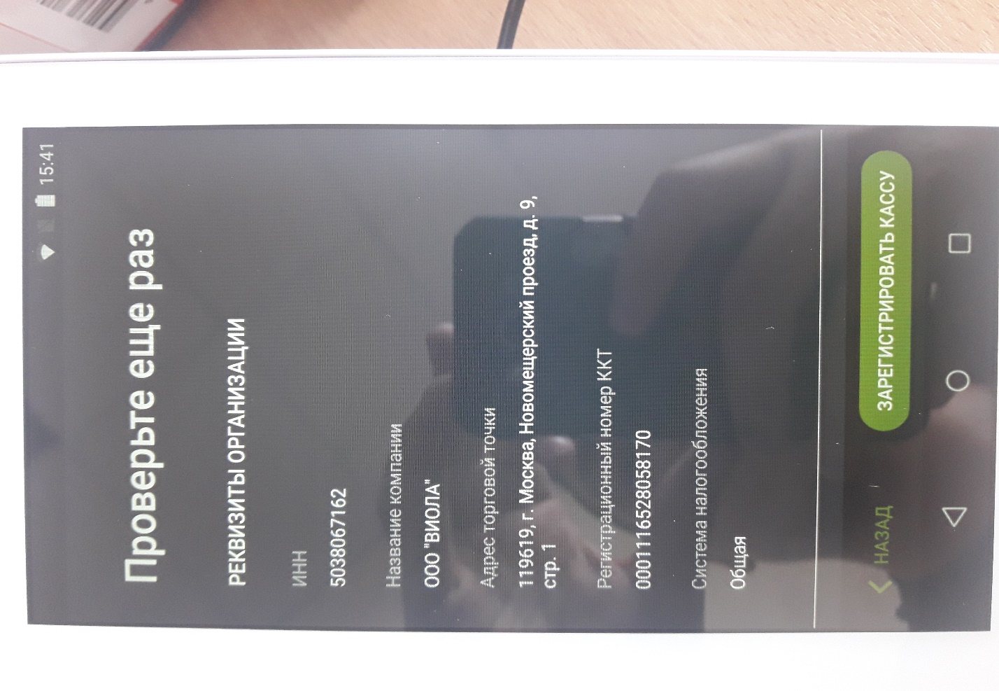 15:41
Проверьте еще раз
РЕКВИЗИТЫ ОРГАНИЗАЦИИ
ИНН
5038067162
Название компании
ООО "ВИОЛА"
Адрес торговой точки
119619, г. Москва, Новомещерский проезд, д. 9,
стр. 1
Регистрационный номер ККТ
0001116528058170
Система налогообложения
Общая
НАЗАД
ЗАРЕГИСТРИРОВАТЬ КАССУ